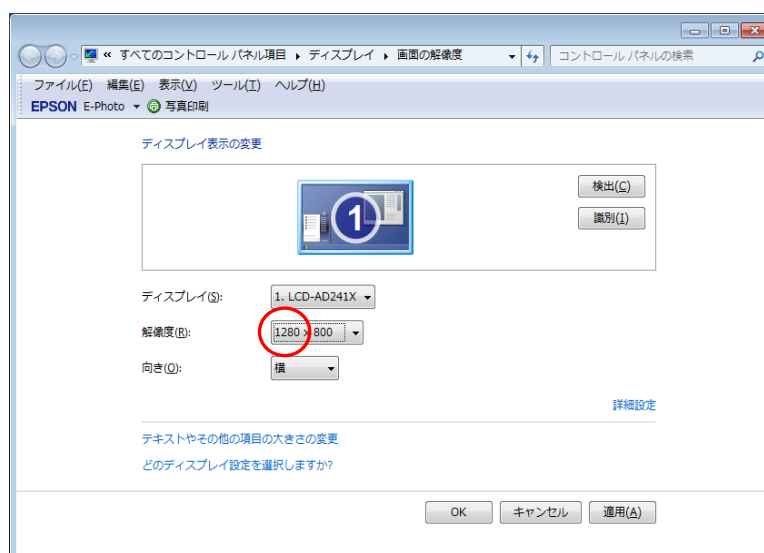 « すべてのコントロール パネル項目 ▸ ディスプレイ ▸ 画面の解像度
コントロール パネルの検索
ファイル(F) 編集(E) 表示(V) ツール(T) ヘルプ(H)
EPSON E-Photo 写真印刷
ディスプレイ表示の変更
1
検出(C)
識別(I)
ディスプレイ(S): 1. LCD-AD241X
解像度(R): 1280 x 800
向き(O): 横
詳細設定
テキストやその他の項目の大きさの変更
どのディスプレイ設定を選択しますか?
OK キャンセル 適用(A)